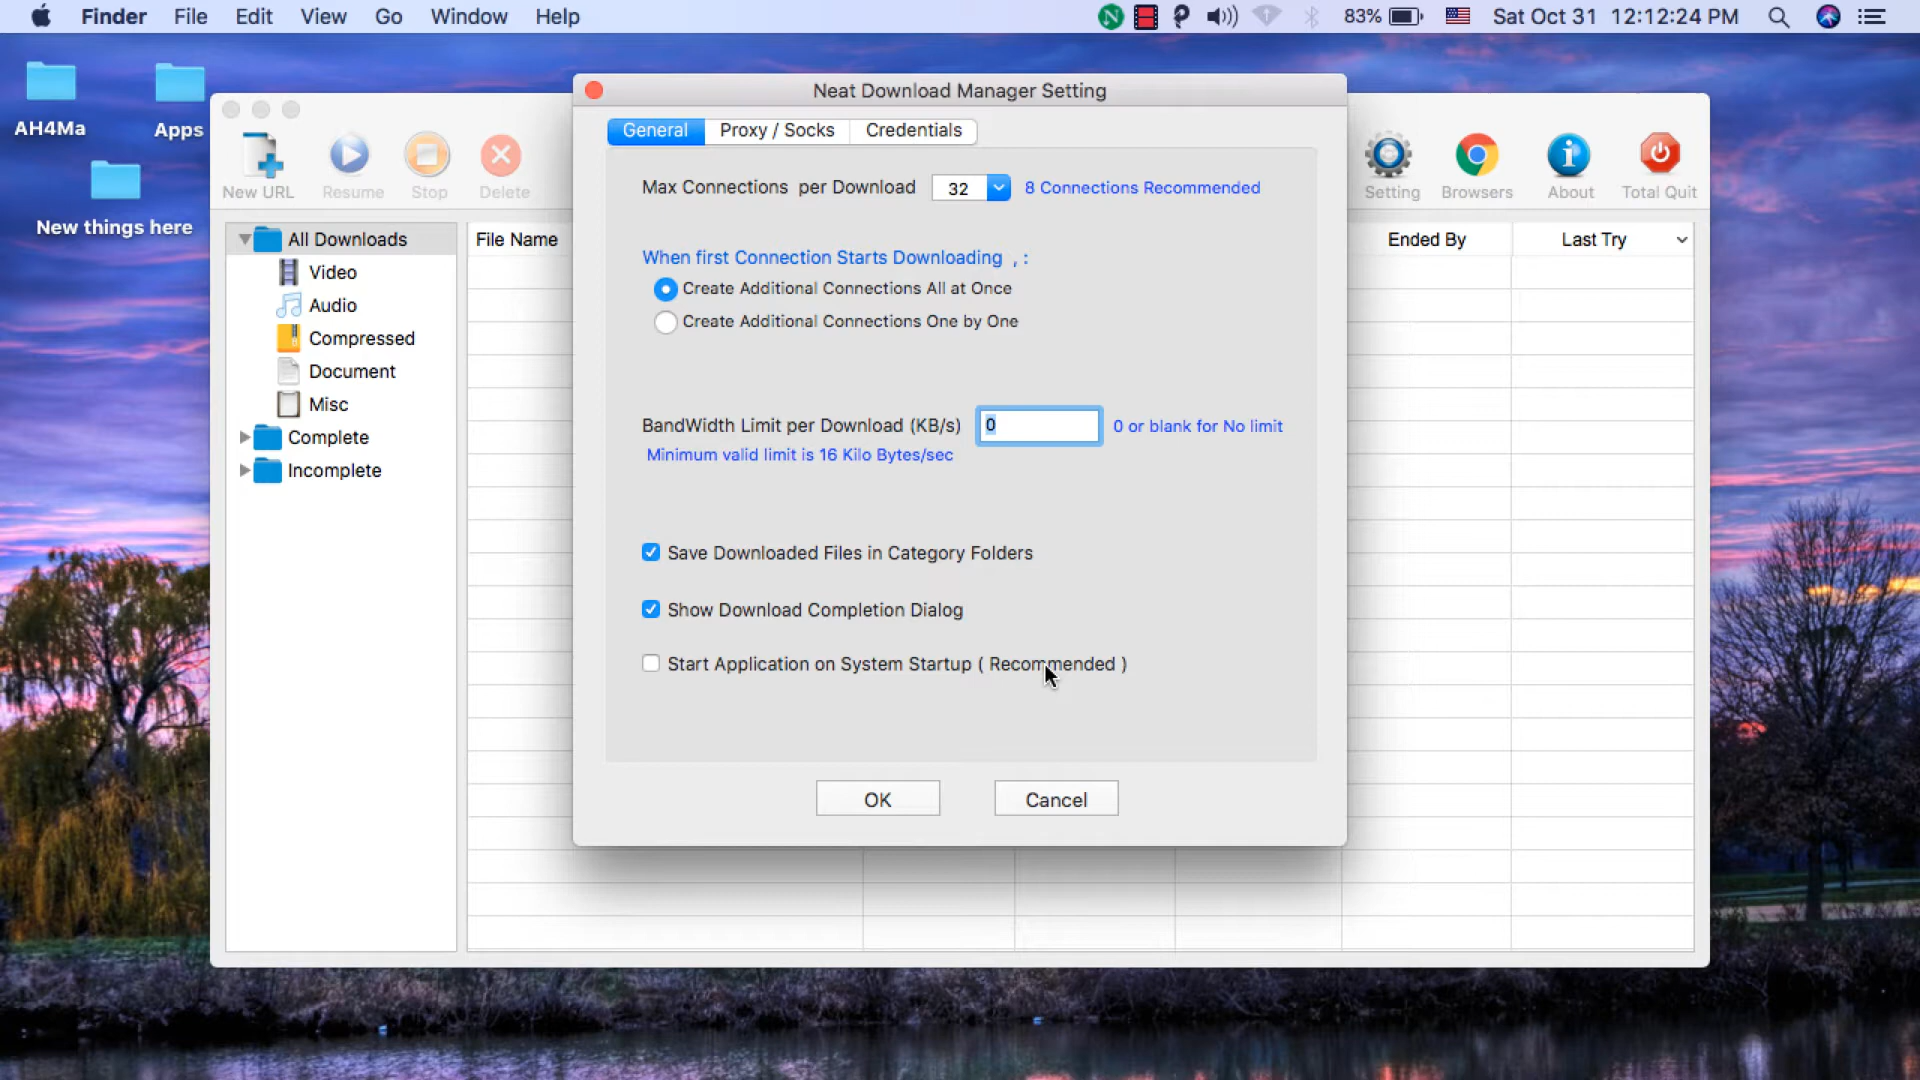 Finder File Edit View Go Window Help 83% Sat Oct 31 12:12:24 PM
AH4Ma
Apps
New things here
New URL Resume Stop Delete
Setting Browsers About Total Quit
All Downloads
Video
Audio
Compressed
Document
Misc
Complete
Incomplete
File Name Ended By Last Try
Neat Download Manager Setting
General Proxy / Socks Credentials
Max Connections per Download 32 8 Connections Recommended
When first Connection Starts Downloading , :
Create Additional Connections All at Once
Create Additional Connections One by One
BandWidth Limit per Download (KB/s) 0 0 or blank for No limit
Minimum valid limit is 16 Kilo Bytes/sec
Save Downloaded Files in Category Folders
Show Download Completion Dialog
Start Application on System Startup ( Recommended )
OK Cancel